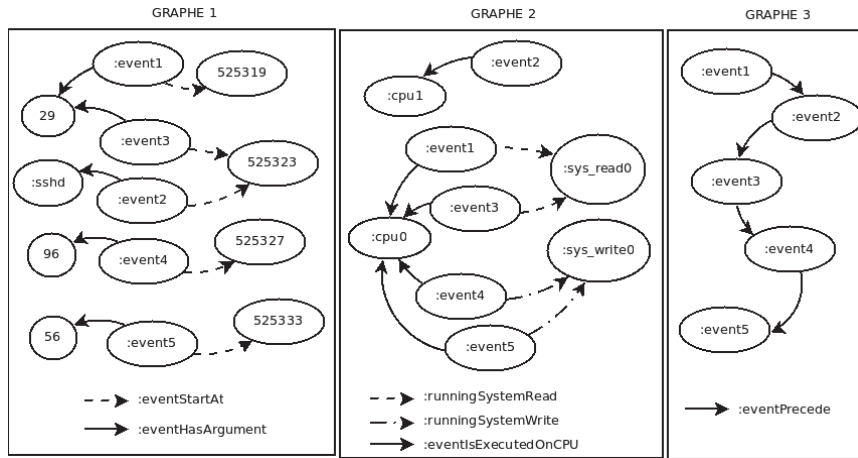 GRAPHE 1
:event1
525319
29
:event3
525323
:sshd
:event2
96
:event4
525327
56
:event5
525333
:eventStartAt
:eventHasArgument
GRAPHE 2
:event2
:cpu1
:event1
:sys_read0
:event3
:cpu0
:sys_write0
:event4
:event5
:runningSystemRead
:runningSystemWrite
:eventIsExecutedOnCPU
GRAPHE 3
:event1
:event2
:event3
:event4
:event5
:eventPrecede